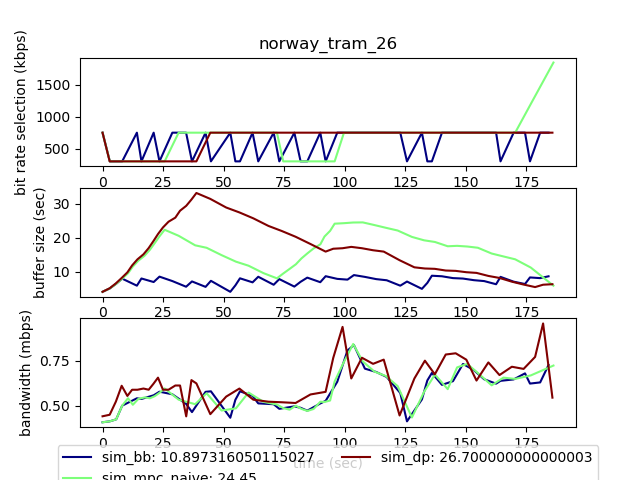 norway_tram_26
bit rate selection (kbps)
1500
1000
500
0 25 50 75 100 125 150 175
buffer size (sec)
30
20
10
0 25 50 75 100 125 150 175
bandwidth (mbps)
0.75
0.50
0 25 50 75 100 125 150 175
time (sec)
sim_bb: 10.897316050115027 sim_dp: 26.700000000000003
sim_mpc_naive: 24.45